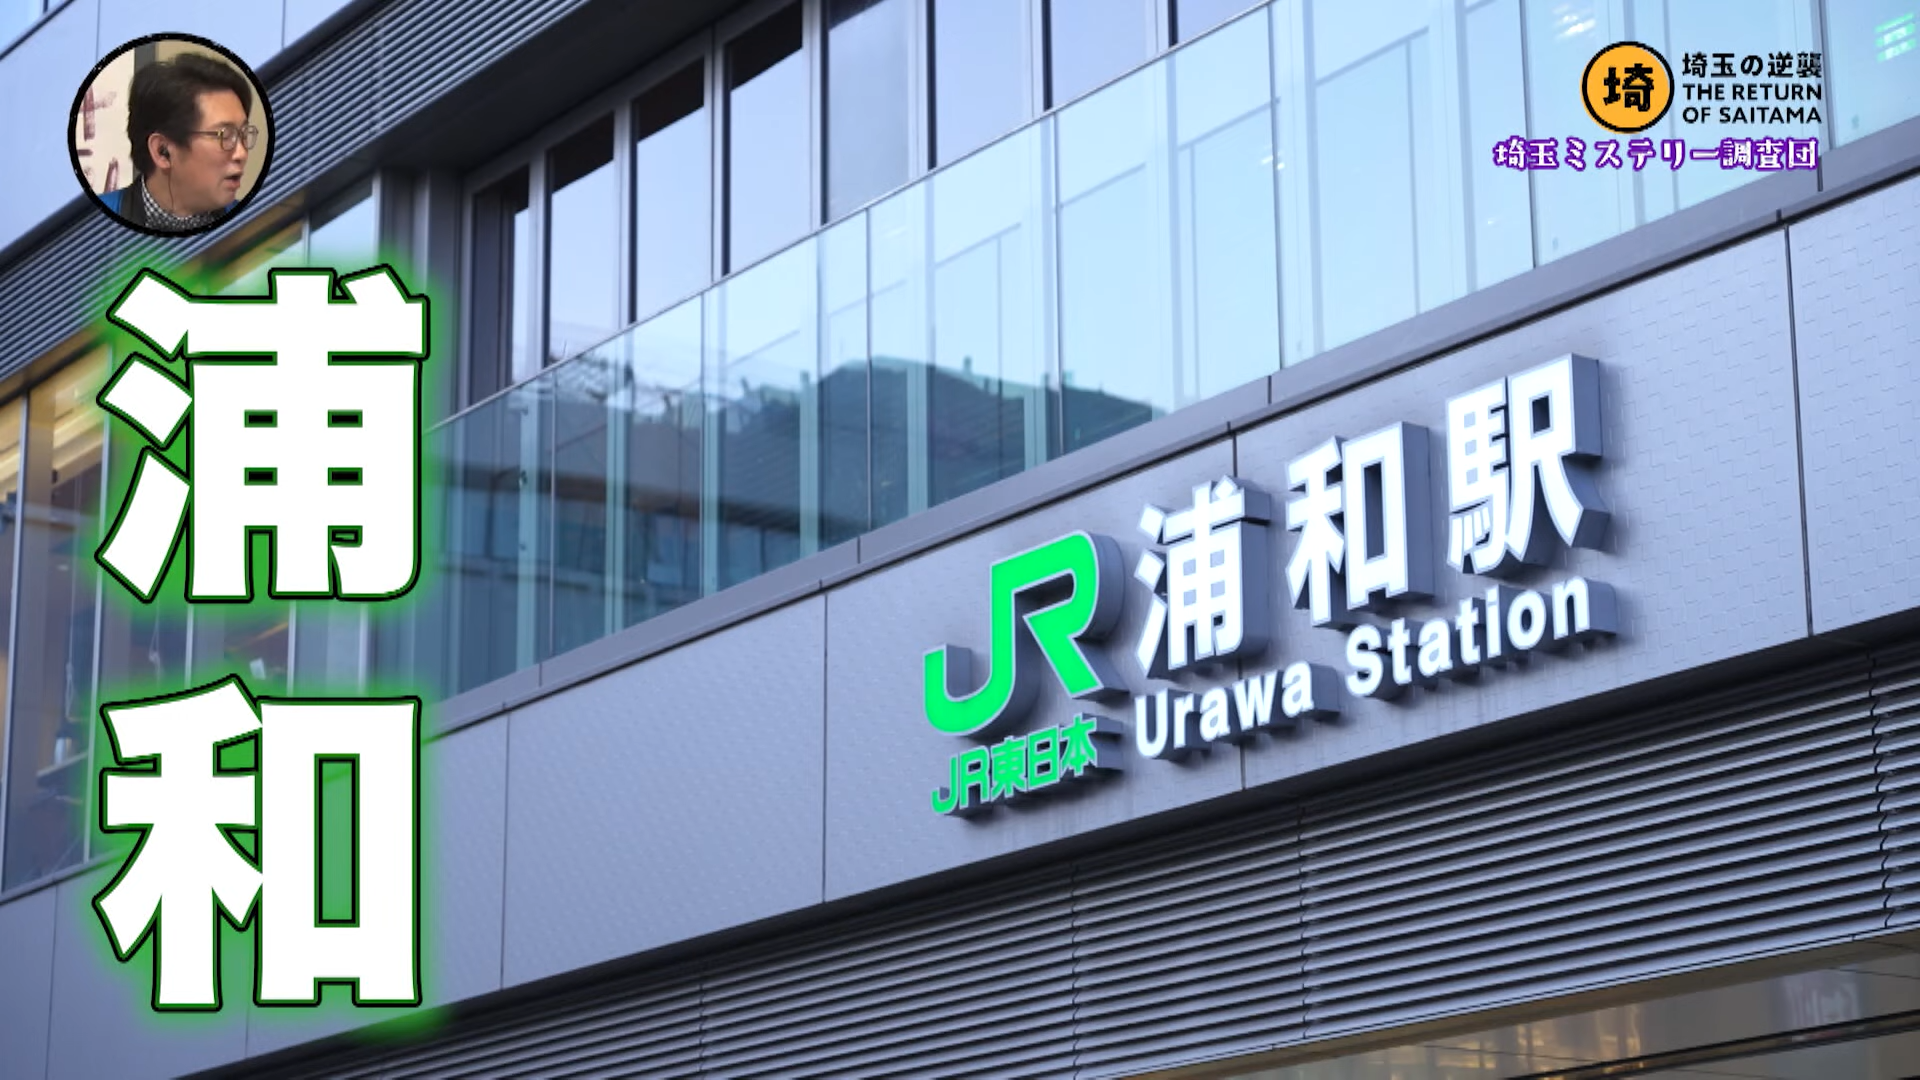 埼
埼玉の逆襲
THE RETURN
OF SAITAMA
埼玉ミステリー調査団
浦和
JR 浦和駅
Urawa Station
JR東日本